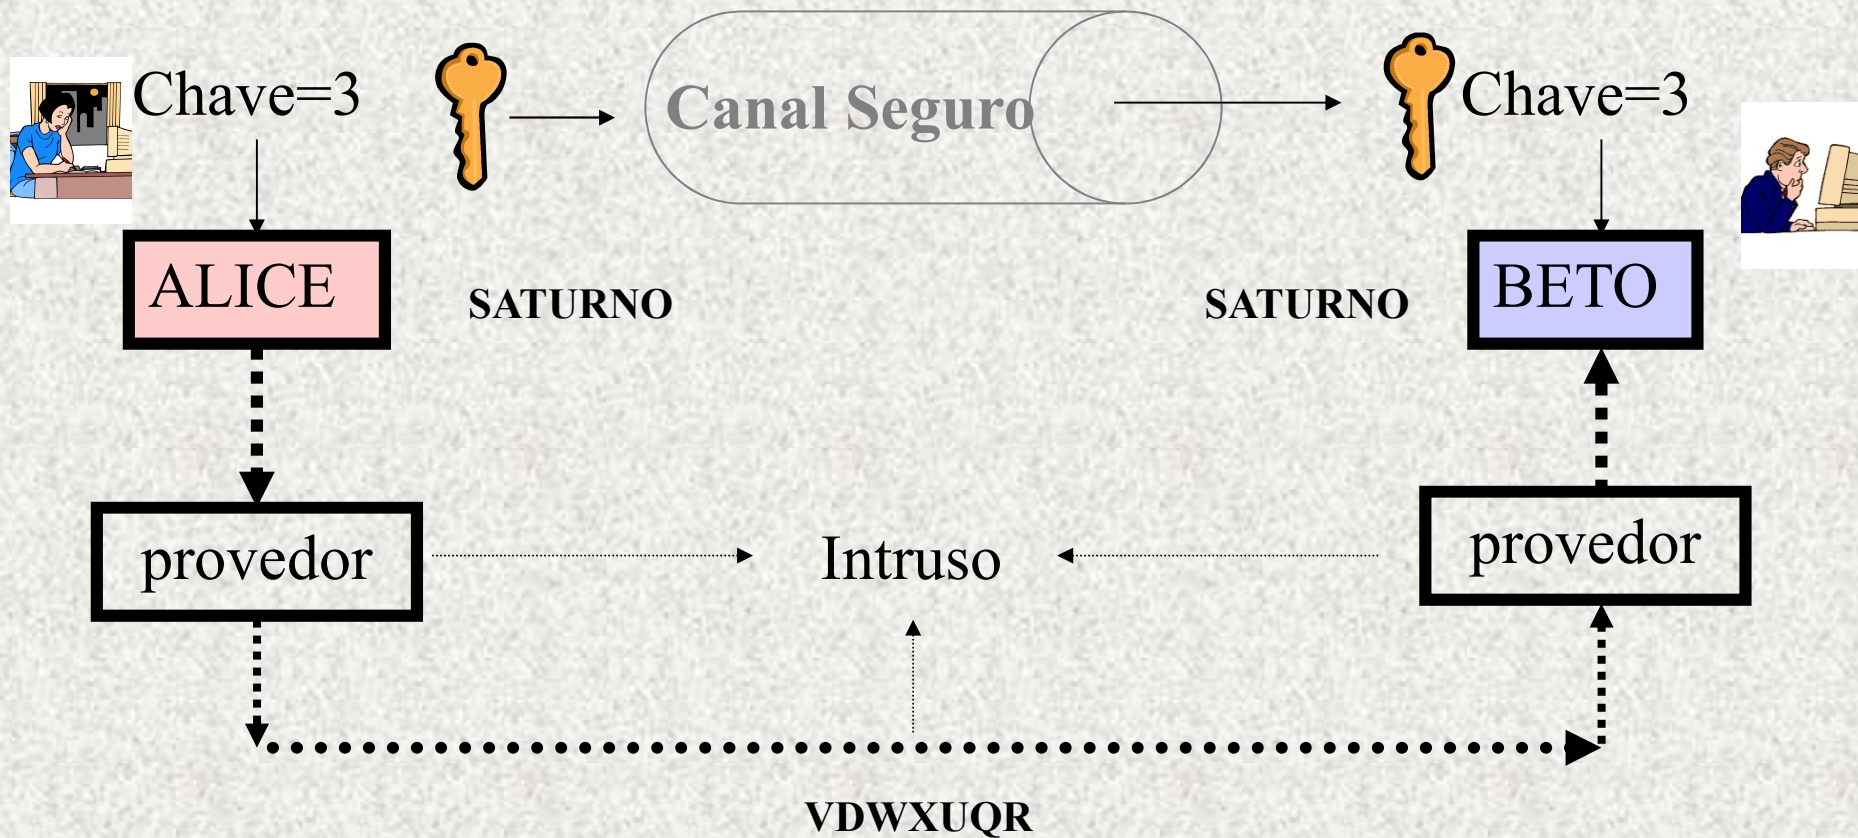 Chave=3
Canal Seguro
Chave=3
ALICE
SATURNO
SATURNO
BETO
provedor
Intruso
provedor
VDWXUQR